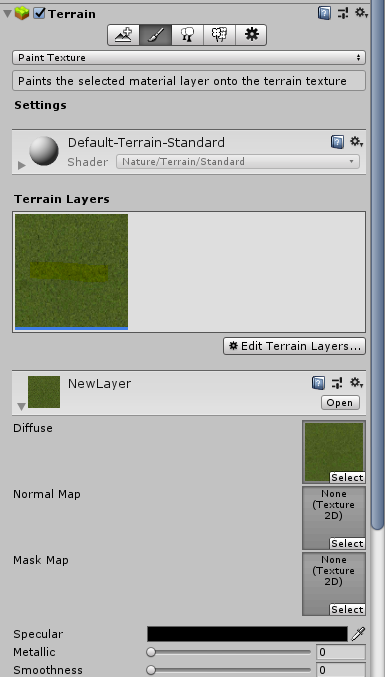 Terrain
Paint Texture
Paints the selected material layer onto the terrain texture
Settings
Default-Terrain-Standard
Shader Nature/Terrain/Standard
Terrain Layers
Edit Terrain Layers...
NewLayer
Open
Diffuse
Select
Normal Map
None
(Texture
2D)
Select
Mask Map
None
(Texture
2D)
Select
Specular
Metallic 0
Smoothness 0